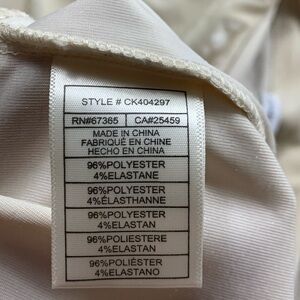 STYLE # CK404297
RN#67365 CA#25459
MADE IN CHINA
FABRIQUÉ EN CHINE
HECHO EN CHINA
96%POLYESTER
4%ELASTANE
96%POLYESTER
4%ÉLASTHANNE
96%POLYESTER
4%ELASTAN
96%POLIESTERE
4%ELASTAN
96%POLIÉSTER
4%ELASTANO